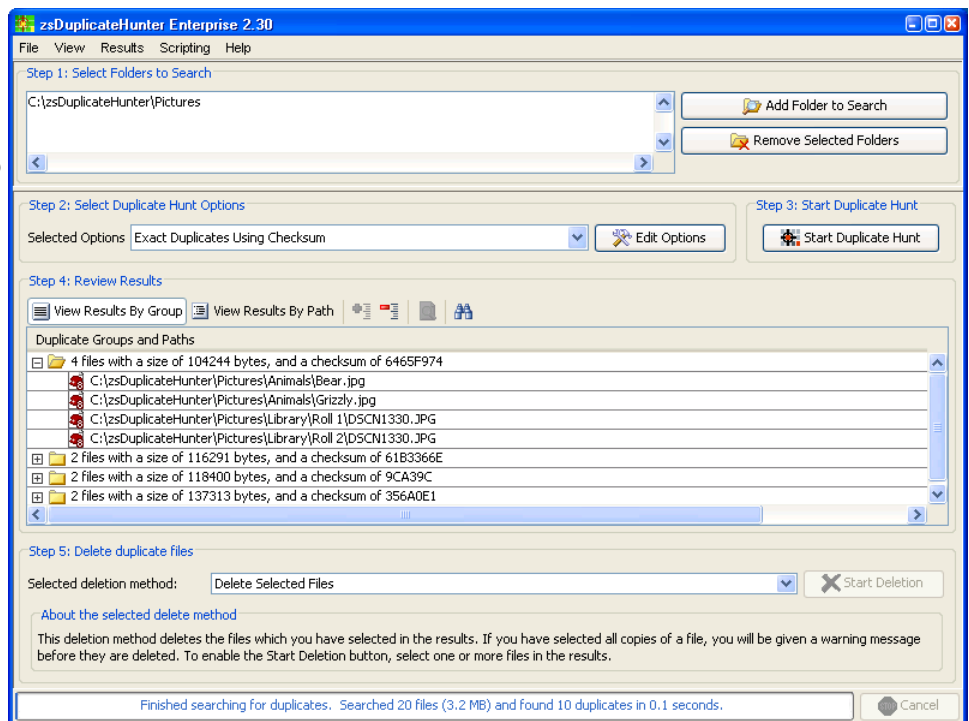 zsDuplicateHunter Enterprise 2.30
File View Results Scripting Help
Step 1: Select Folders to Search
C:\zsDuplicateHunter\Pictures
Add Folder to Search
Remove Selected Folders
Step 2: Select Duplicate Hunt Options
Step 3: Start Duplicate Hunt
Selected Options Exact Duplicates Using Checksum Edit Options Start Duplicate Hunt
Step 4: Review Results
View Results By Group View Results By Path
Duplicate Groups and Paths
4 files with a size of 104244 bytes, and a checksum of 6465F974
C:\zsDuplicateHunter\Pictures\Animals\Bear.jpg
C:\zsDuplicateHunter\Pictures\Animals\Grizzly.jpg
C:\zsDuplicateHunter\Pictures\Library\Roll 1\DSCN1330.JPG
C:\zsDuplicateHunter\Pictures\Library\Roll 2\DSCN1330.JPG
2 files with a size of 116291 bytes, and a checksum of 61B3366E
2 files with a size of 118400 bytes, and a checksum of 9CA39C
2 files with a size of 137313 bytes, and a checksum of 356A0E1
Step 5: Delete duplicate files
Selected deletion method: Delete Selected Files Start Deletion
About the selected delete method
This deletion method deletes the files which you have selected in the results. If you have selected all copies of a file, you will be given a warning message
before they are deleted. To enable the Start Deletion button, select one or more files in the results.
Finished searching for duplicates. Searched 20 files (3.2 MB) and found 10 duplicates in 0.1 seconds. STOP Cancel